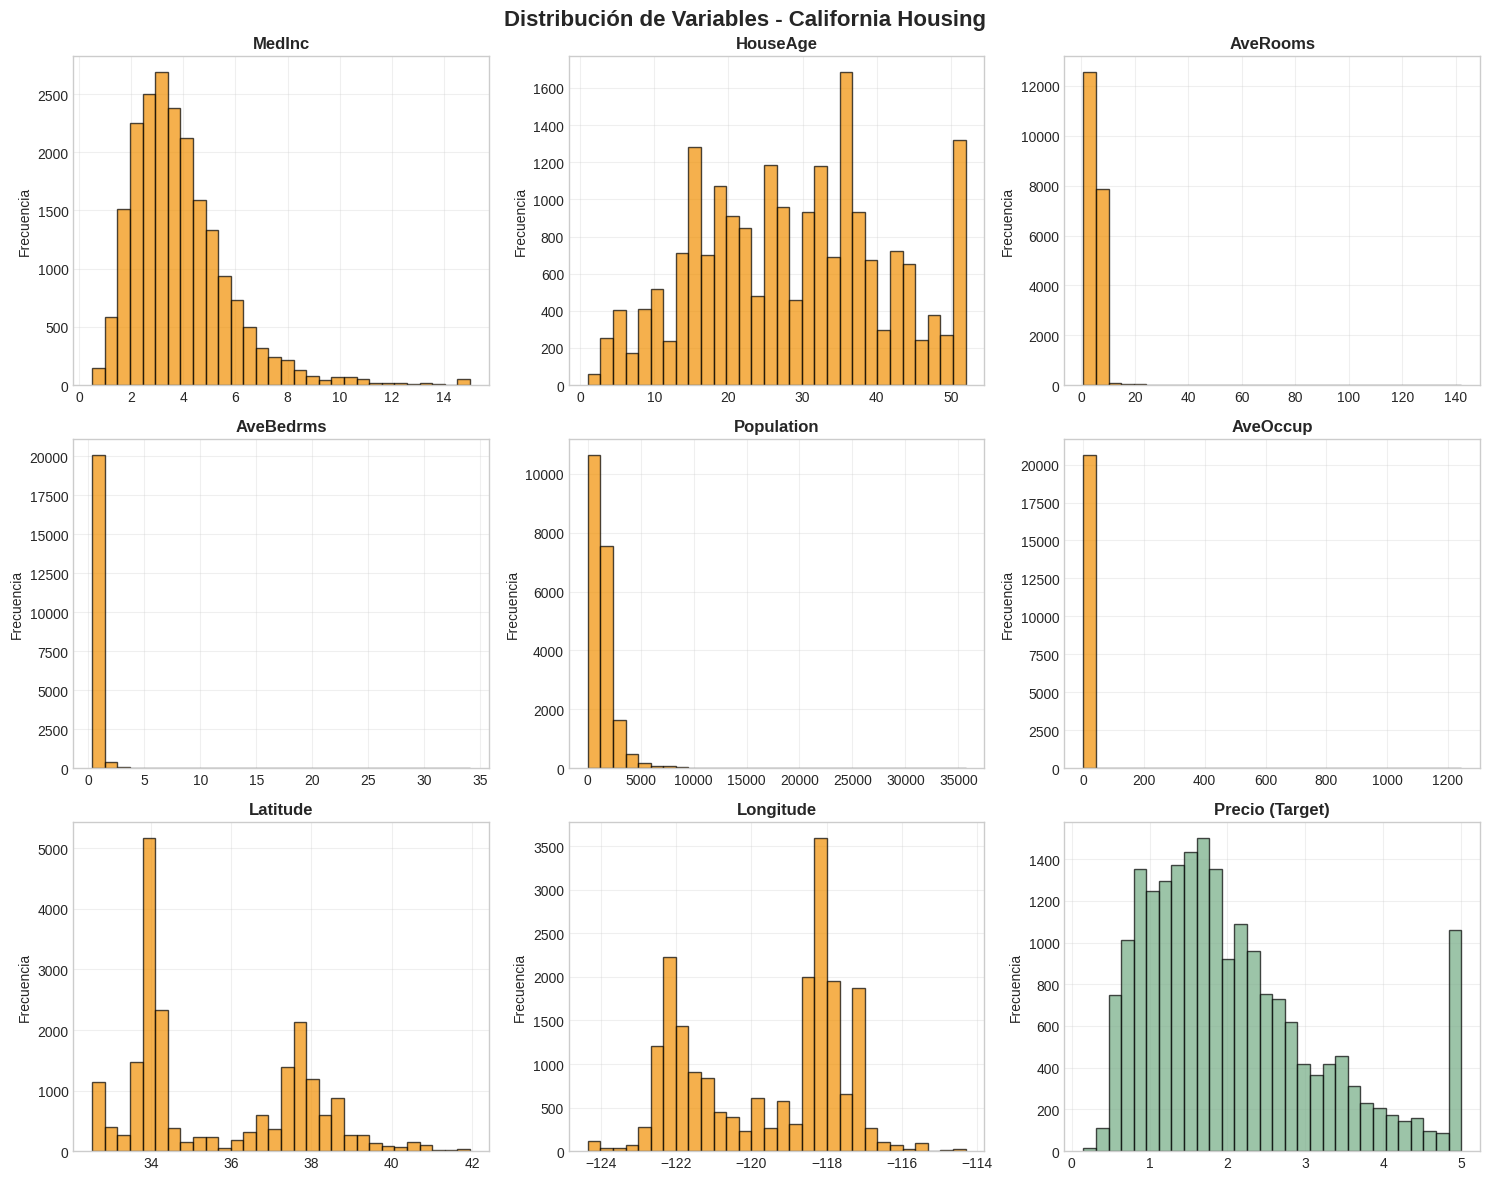 Distribución de Variables - California Housing
MedInc
Frecuencia
2500
2000
1500
1000
500
0
0 2 4 6 8 10 12 14
HouseAge
Frecuencia
1600
1400
1200
1000
800
600
400
200
0
0 10 20 30 40 50
AveRooms
Frecuencia
12000
10000
8000
6000
4000
2000
0
0 20 40 60 80 100 120 140
AveBedrms
Frecuencia
20000
17500
15000
12500
10000
7500
5000
2500
0
0 5 10 15 20 25 30 35
Population
Frecuencia
10000
8000
6000
4000
2000
0
0 5000 10000 15000 20000 25000 30000 35000
AveOccup
Frecuencia
20000
17500
15000
12500
10000
7500
5000
2500
0
0 200 400 600 800 1000 1200
Latitude
Frecuencia
5000
4000
3000
2000
1000
0
34 36 38 40 42
Longitude
Frecuencia
3500
3000
2500
2000
1500
1000
500
0
−124 −122 −120 −118 −116 −114
Precio (Target)
Frecuencia
1400
1200
1000
800
600
400
200
0
0 1 2 3 4 5